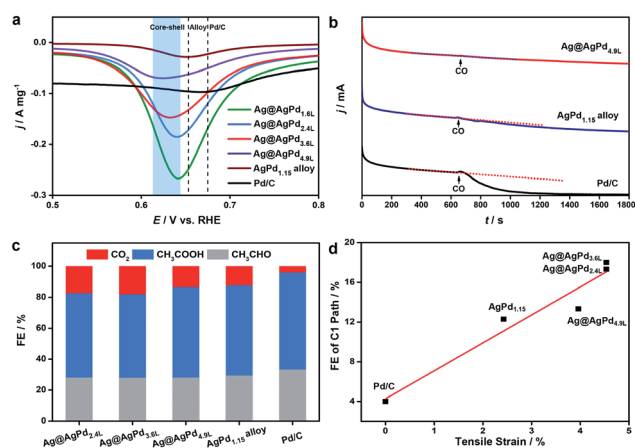 a
Core-shell Alloy Pd/C
0.0
-0.1
-0.2
-0.3
j / A mg⁻¹
Ag@AgPd1.6L
Ag@AgPd2.4L
Ag@AgPd3.6L
Ag@AgPd4.9L
AgPd1.15 alloy
Pd/C
0.5 0.6 0.7 0.8
E / V vs. RHE
b
j / mA
Ag@AgPd4.9L
CO
AgPd1.15 alloy
CO
Pd/C
CO
0 200 400 600 800 1000 1200 1400 1600 1800
t / s
c
CO2 CH3COOH CH3CHO
100
80
60
40
20
0
FE / %
Ag@AgPd2.4L
Ag@AgPd3.6L
Ag@AgPd4.9L
AgPd1.15 alloy
Pd/C
d
20
16
12
8
4
FE of C1 Path / %
Ag@AgPd3.6L
Ag@AgPd2.4L
AgPd1.15
Ag@AgPd4.9L
Pd/C
0 1 2 3 4 5
Tensile Strain / %